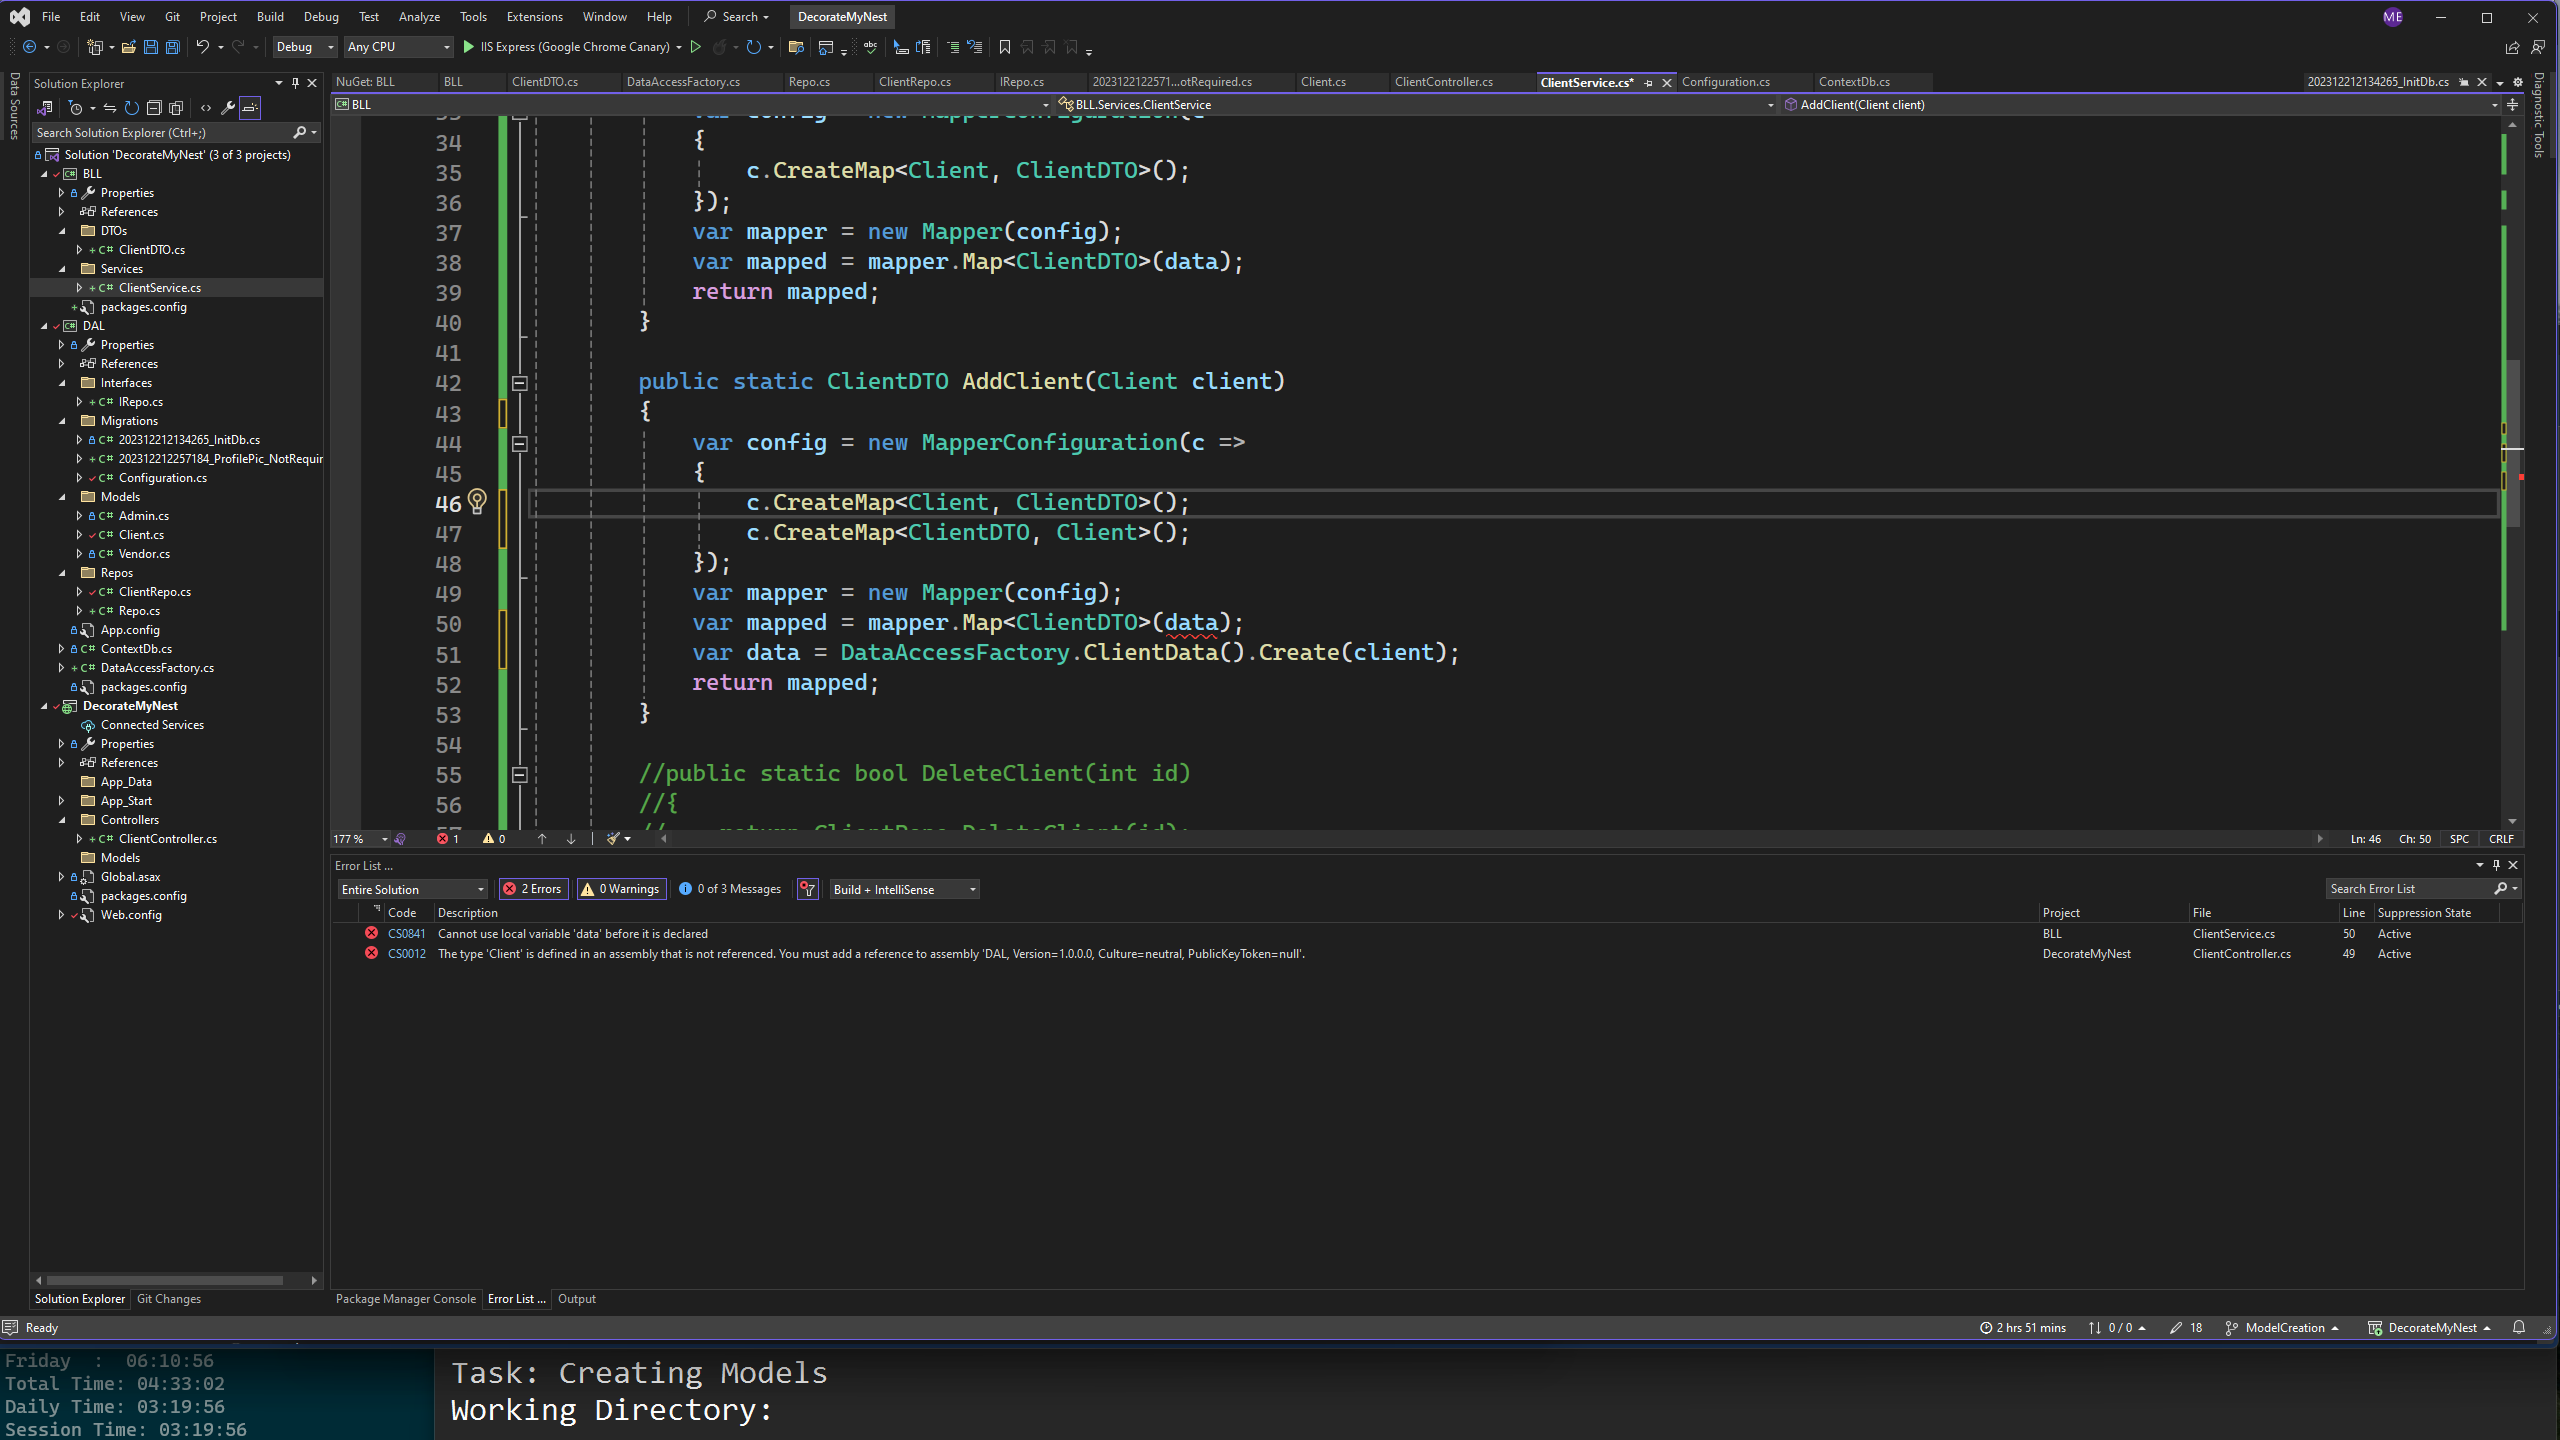 File Edit View Git Project Build Debug Test Analyze Tools Extensions Window Help Search DecorateMyNest ME
Debug Any CPU IIS Express (Google Chrome Canary)
Data Sources
Solution Explorer
Search Solution Explorer (Ctrl+;)
Solution 'DecorateMyNest' (3 of 3 projects)
BLL
Properties
References
DTOs
C# ClientDTO.cs
Services
C# ClientService.cs
packages.config
DAL
Properties
References
Interfaces
C# IRepo.cs
Migrations
C# 202312212134265_InitDb.cs
C# 202312212257184_ProfilePic_NotRequir
C# Configuration.cs
Models
C# Admin.cs
C# Client.cs
C# Vendor.cs
Repos
C# ClientRepo.cs
C# Repo.cs
App.config
C# ContextDb.cs
C# DataAccessFactory.cs
packages.config
DecorateMyNest
Connected Services
Properties
References
App_Data
App_Start
Controllers
C# ClientController.cs
Models
Global.asax
packages.config
Web.config
Solution Explorer Git Changes
NuGet: BLL BLL ClientDTO.cs DataAccessFactory.cs Repo.cs ClientRepo.cs IRepo.cs 2023122122571...otRequired.cs Client.cs ClientController.cs ClientService.cs* Configuration.cs ContextDb.cs 202312212134265_InitDb.cs
C# BLL BLL.Services.ClientService AddClient(Client client)
34 {
35 c.CreateMap<Client, ClientDTO>();
36 });
37 var mapper = new Mapper(config);
38 var mapped = mapper.Map<ClientDTO>(data);
39 return mapped;
40 }
41
42 public static ClientDTO AddClient(Client client)
43 {
44 var config = new MapperConfiguration(c =>
45 {
46 c.CreateMap<Client, ClientDTO>();
47 c.CreateMap<ClientDTO, Client>();
48 });
49 var mapper = new Mapper(config);
50 var mapped = mapper.Map<ClientDTO>(data);
51 var data = DataAccessFactory.ClientData().Create(client);
52 return mapped;
53 }
54
55 //public static bool DeleteClient(int id)
56 //{
177 % 1 0 Ln: 46 Ch: 50 SPC CRLF
Diagnostic Tools
Error List ...
Entire Solution 2 Errors 0 Warnings 0 of 3 Messages Build + IntelliSense Search Error List
Code Description Project File Line Suppression State
CS0841 Cannot use local variable 'data' before it is declared BLL ClientService.cs 50 Active
CS0012 The type 'Client' is defined in an assembly that is not referenced. You must add a reference to assembly 'DAL, Version=1.0.0.0, Culture=neutral, PublicKeyToken=null'. DecorateMyNest ClientController.cs 49 Active
Package Manager Console Error List ... Output
Ready 2 hrs 51 mins 0 / 0 18 ModelCreation DecorateMyNest
Friday : 06:10:56
Total Time: 04:33:02
Daily Time: 03:19:56
Session Time: 03:19:56
Task: Creating Models
Working Directory: